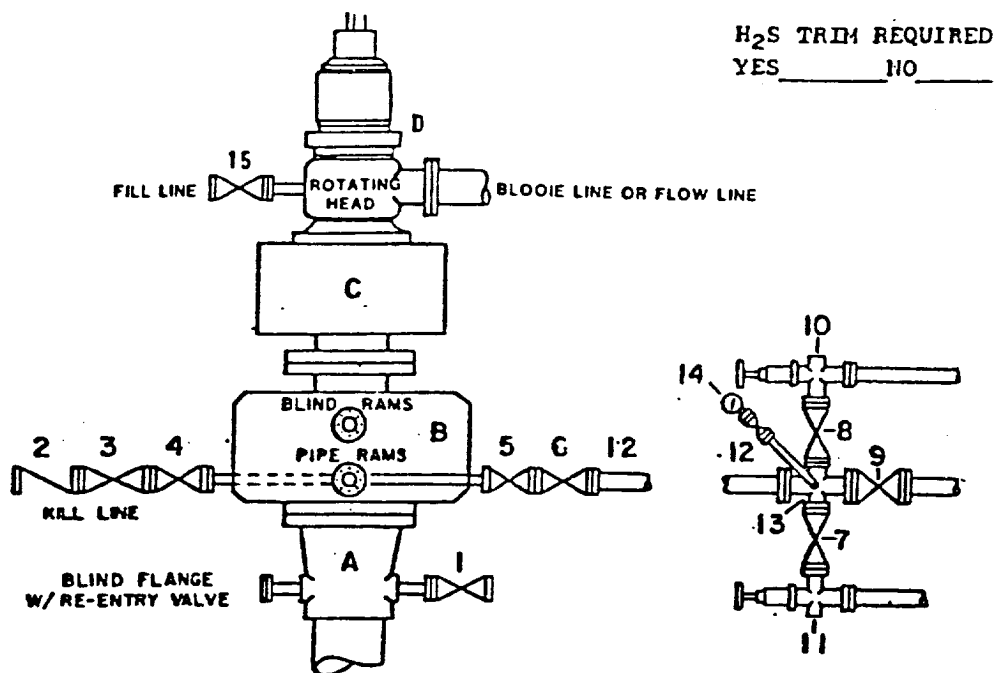 H2S TRIM REQUIRED
YES______NO______
D
15
FILL LINE
ROTATING
HEAD
BLOOIE LINE OR FLOW LINE
C
10
14
BLIND RAMS
B
8
PIPE RAMS
2 3 4
5 6 12
12
9
KILL LINE
13
7
A
1
BLIND FLANGE
W/RE-ENTRY VALVE
11